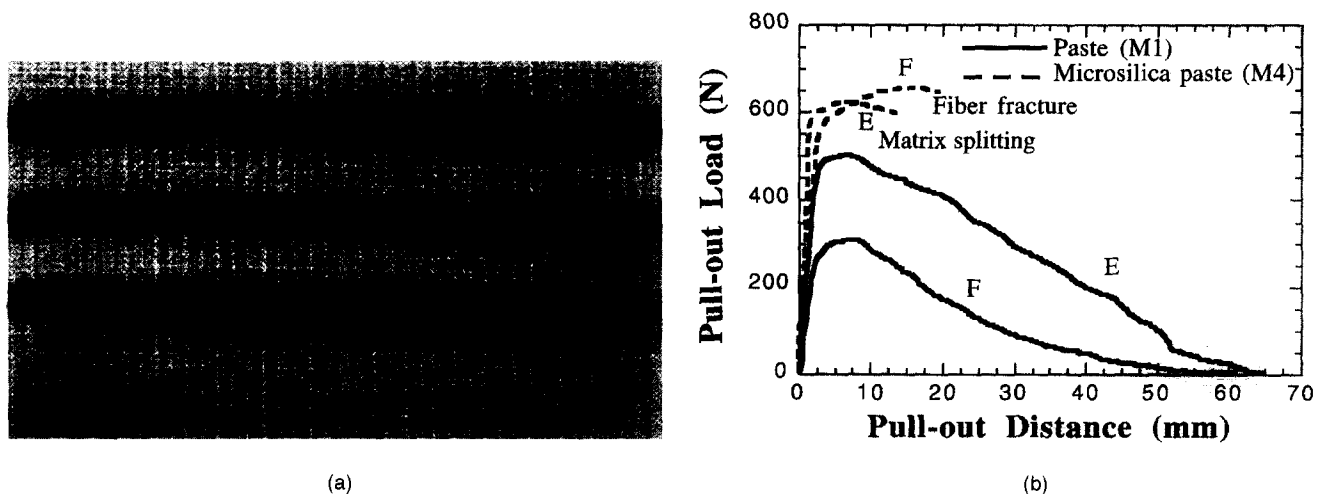 800
Paste (M1)
Microsilica paste (M4)
F
600
Fiber fracture
E
Matrix splitting
400
E
200
F
0
0 10 20 30 40 50 60 70
Pull-out Load (N)
Pull-out Distance (mm)
(a)
(b)